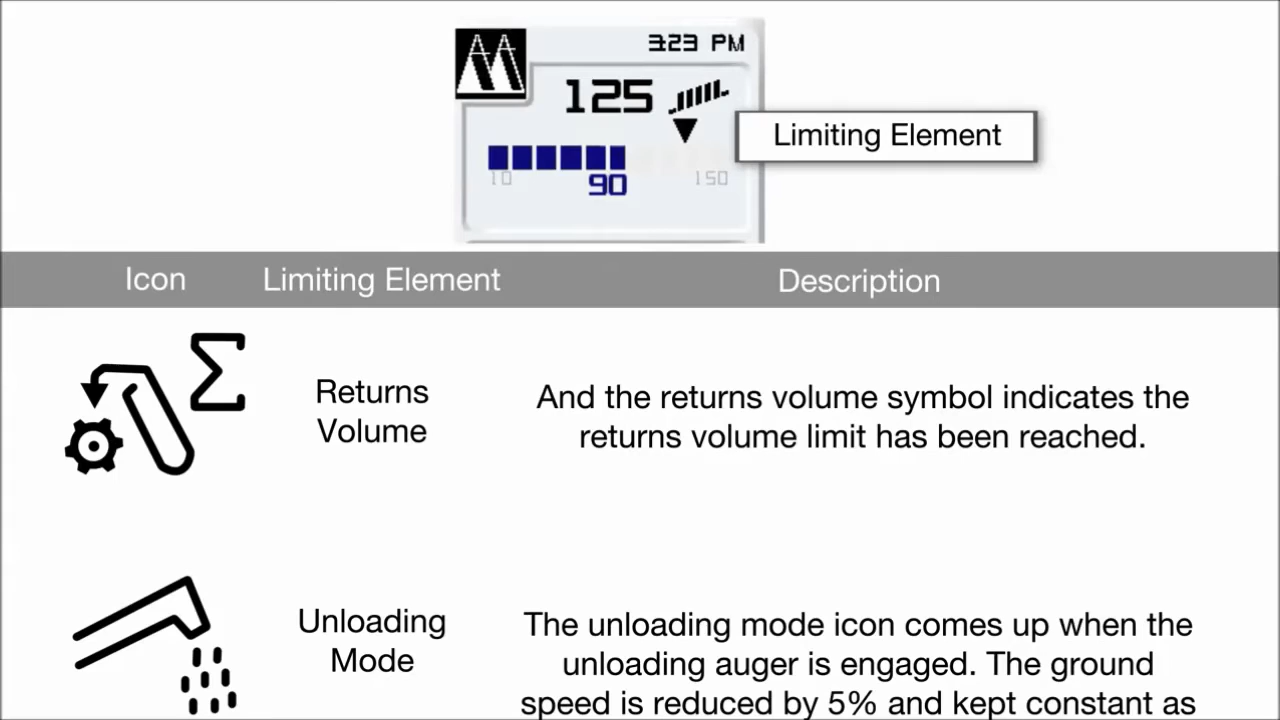 3:23 PM
125
Limiting Element
10
90
150
Icon
Limiting Element
Description
Returns
Volume
And the returns volume symbol indicates the
returns volume limit has been reached.
Unloading
Mode
The unloading mode icon comes up when the
unloading auger is engaged. The ground
speed is reduced by 5% and kept constant as